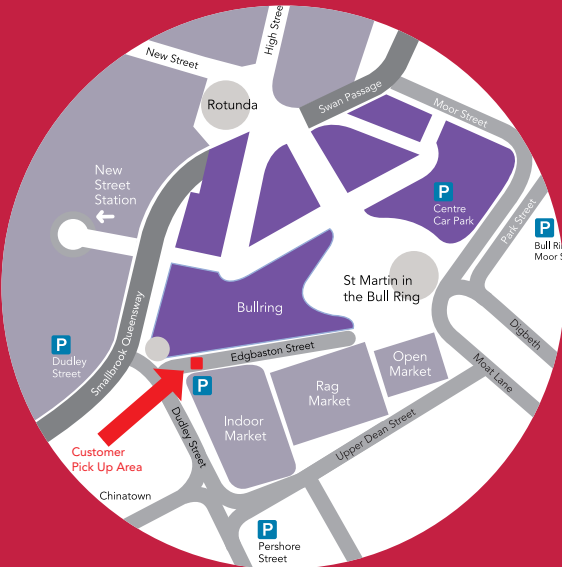 High Street
New Street
Rotunda
Swan Passage
Moor Street
New
Street
Station
P
Centre
Car Park
Park Street
P
Bull Ri
Moor S
St Martin in
the Bull Ring
Bullring
Smallbrook Queensway
P
Dudley
Street
Edgbaston Street
Digbeth
Open
Market
Moat Lane
P
Rag
Market
Indoor
Market
Upper Dean Street
Dudley Street
Customer
Pick Up Area
Chinatown
P
Pershore
Street